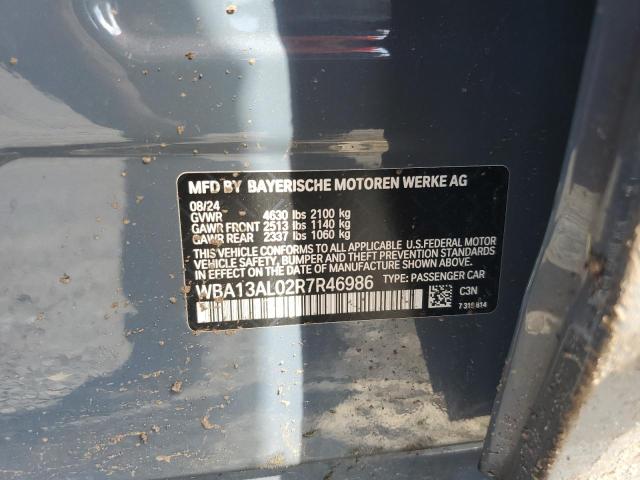 MFD BY BAYERISCHE MOTOREN WERKE AG
08/24
GVWR 4630 lbs 2100 kg
GAWR FRONT 2513 lbs 1140 kg
GAWR REAR 2337 lbs 1060 kg
THIS VEHICLE CONFORMS TO ALL APPLICABLE U.S.FEDERAL MOTOR
VEHICLE SAFETY, BUMPER AND THEFT PREVENTION STANDARDS
IN EFFECT ON THE DATE OF MANUFACTURE SHOWN ABOVE.
WBA13AL02R7R46986 TYPE: PASSENGER CAR
C3N